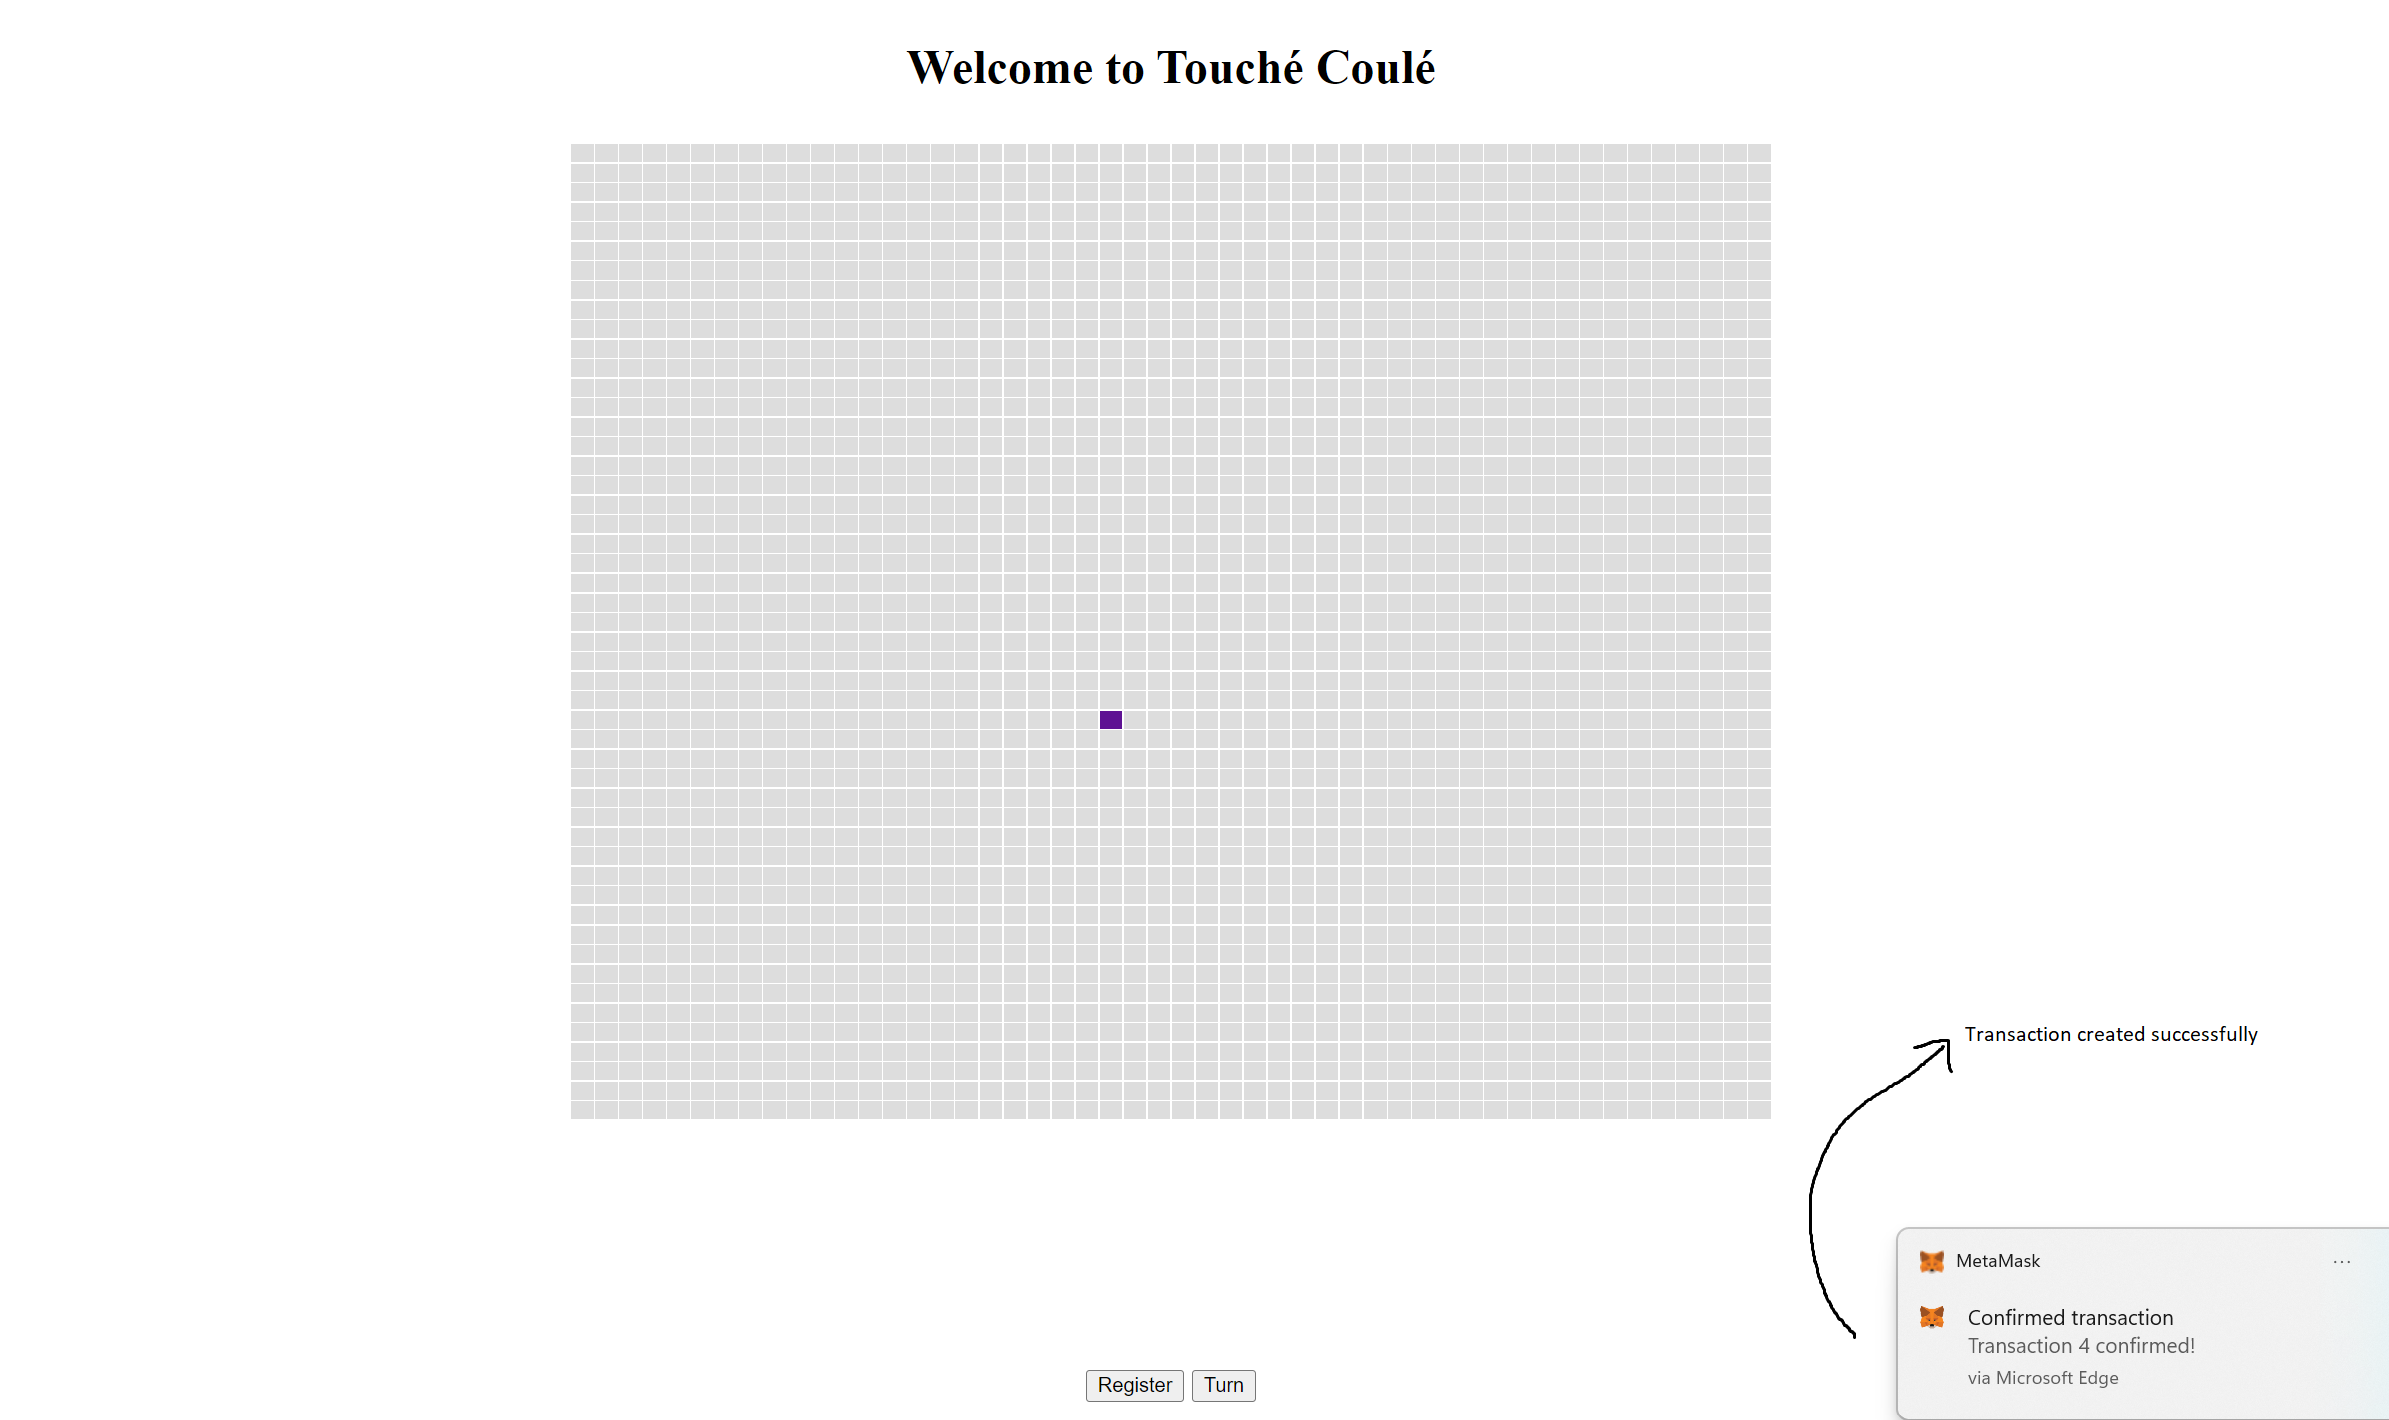 Welcome to Touché Coulé
Transaction created successfully
MetaMask
Confirmed transaction
Transaction 4 confirmed!
via Microsoft Edge
Register
Turn